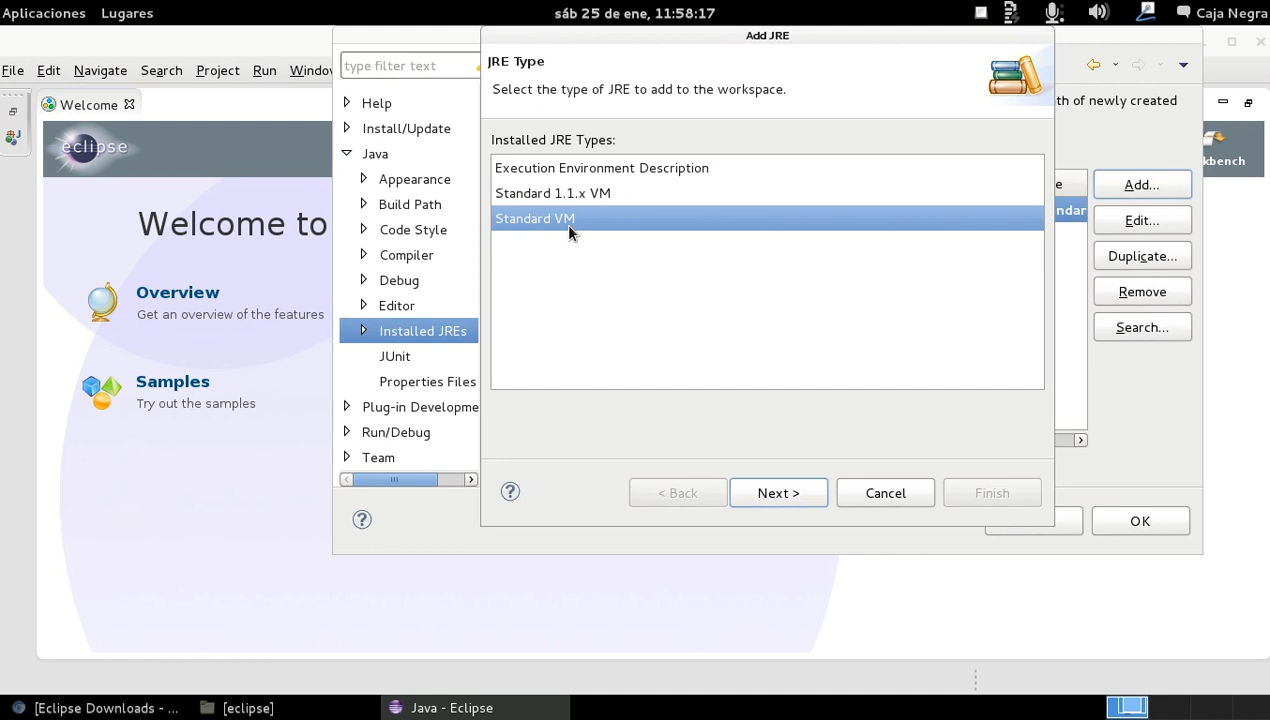 Aplicaciones Lugares sáb 25 de ene, 11:58:17 Caja Negra
Add JRE
File Edit Navigate Search Project Run Window
type filter text
JRE Type
Select the type of JRE to add to the workspace.
Welcome
Help
th of newly created
Install/Update
eclipse
Installed JRE Types:
Java
kbench
Execution Environment Description
Appearance
Add...
Standard 1.1.x VM
Build Path
ndar
Standard VM
Edit...
Welcome to
Code Style
Compiler
Duplicate...
Debug
Overview
Remove
Get an overview of the features
Editor
Installed JREs
Search...
JUnit
Samples
Properties Files
Try out the samples
Plug-in Developme
Run/Debug
Team
< Back Next > Cancel Finish
OK
[Eclipse Downloads - ... [eclipse] Java - Eclipse